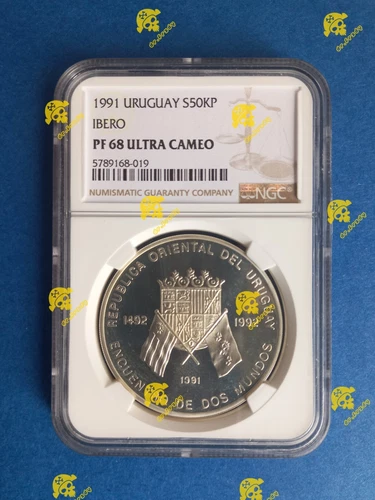 1991 URUGUAY S50KP
IBERO
PF 68 ULTRA CAMEO
5789168-019
NUMISMATIC GUARANTY COMPANY
NGC
REPUBLICA ORIENTAL DEL URUGUAY
1492
1992
1991
ENCUEN DE DOS MUNDOS